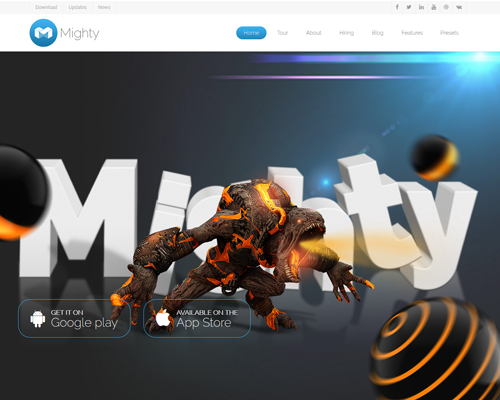 Download Updates News
Mighty
Home Tour About Hiring Blog Features Presets
Mighty
GET IT ON
Google play
AVAILABLE ON THE
App Store